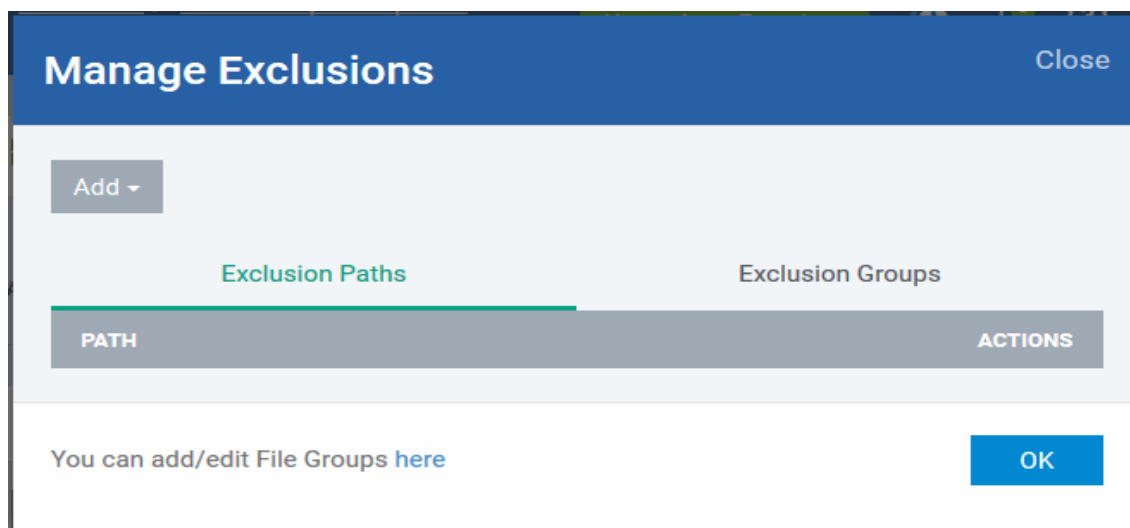 Manage Exclusions
Close
Add
Exclusion Paths
Exclusion Groups
PATH
ACTIONS
You can add/edit File Groups here
OK